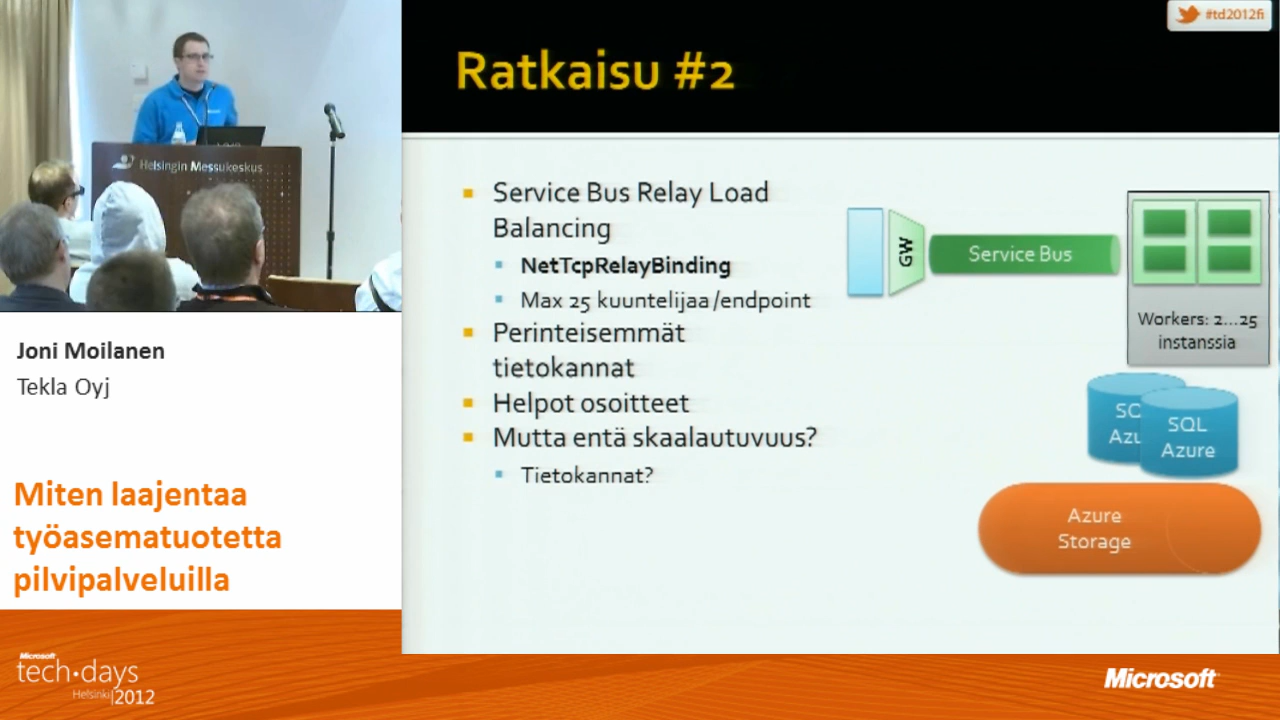 #td2012fi
Ratkaisu #2
Helsingin Messukeskus
Service Bus Relay Load
Balancing
NetTcpRelayBinding
Max 25 kuuntelijaa/endpoint
Perinteisemmät
tietokannat
Helpot osoitteet
Mutta entä skaalautuvuus?
Tietokannat?
GW
Service Bus
Workers: 2...25
instanssia
SQL
Azure
Azure
Storage
Joni Moilanen
Tekla Oyj
Miten laajentaa
työasematuotetta
pilvipalveluilla
Microsoft
tech·days
Helsinki|2012
Microsoft